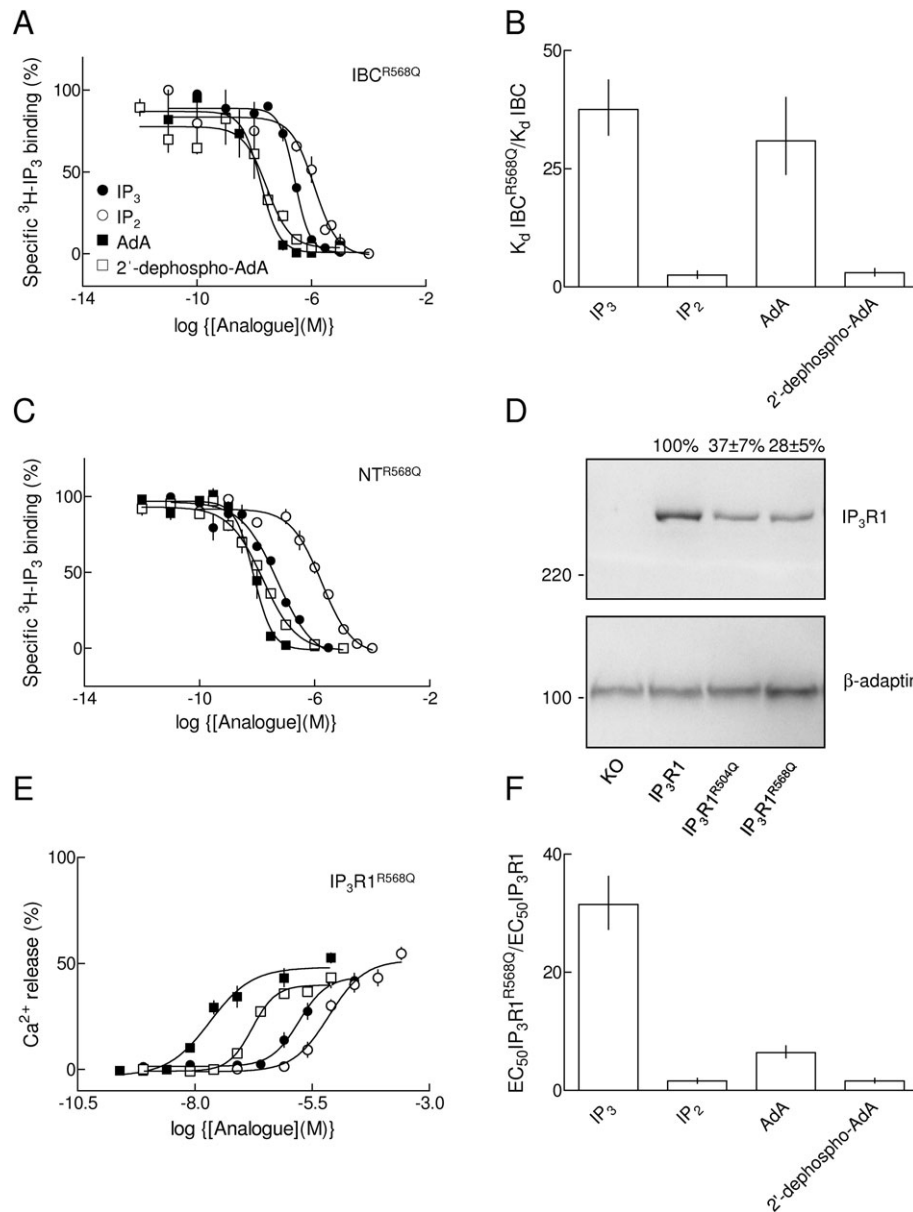 A
Specific ³H-IP₃ binding (%)
100
50
0
IBCᴿ⁵⁶⁸Q
IP₃
IP₂
AdA
2'-dephospho-AdA
-14
-10
-6
-2
log {[Analogue](M)}
B
K_d IBCᴿ⁵⁶⁸Q/K_d IBC
50
25
0
IP₃
IP₂
AdA
2'-dephospho-AdA
C
Specific ³H-IP₃ binding (%)
100
50
0
NTᴿ⁵⁶⁸Q
-14
-10
-6
-2
log {[Analogue](M)}
D
100% 37±7% 28±5%
IP₃R1
220 -
β-adaptin
100 -
KO
IP₃R1
IP₃R1ᴿ⁵⁰⁴Q
IP₃R1ᴿ⁵⁶⁸Q
E
Ca²⁺ release (%)
100
50
0
IP₃R1ᴿ⁵⁶⁸Q
-10.5
-8.0
-5.5
-3.0
log {[Analogue](M)}
F
EC₅₀IP₃R1ᴿ⁵⁶⁸Q/EC₅₀IP₃R1
40
20
0
IP₃
IP₂
AdA
2'-dephospho-AdA